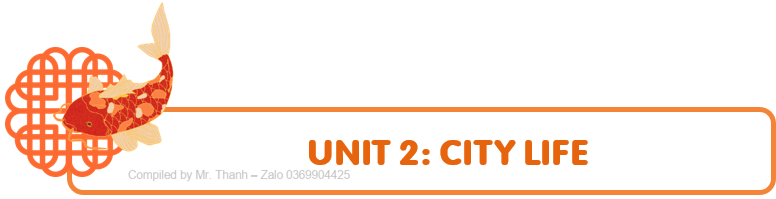 UNIT 2: CITY LIFE
Compiled by Mr. Thanh – Zalo 0369904425